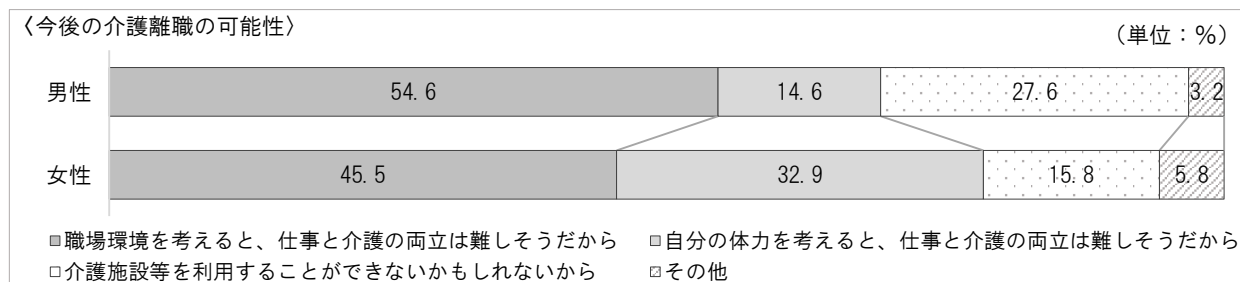 〈今後の介護離職の可能性〉
（単位：％）
男性 54.6 14.6 27.6 3.2
女性 45.5 32.9 15.8 5.8
職場環境を考えると、仕事と介護の両立は難しそうだから 自分の体力を考えると、仕事と介護の両立は難しそうだから
介護施設等を利用することができないかもしれないから その他